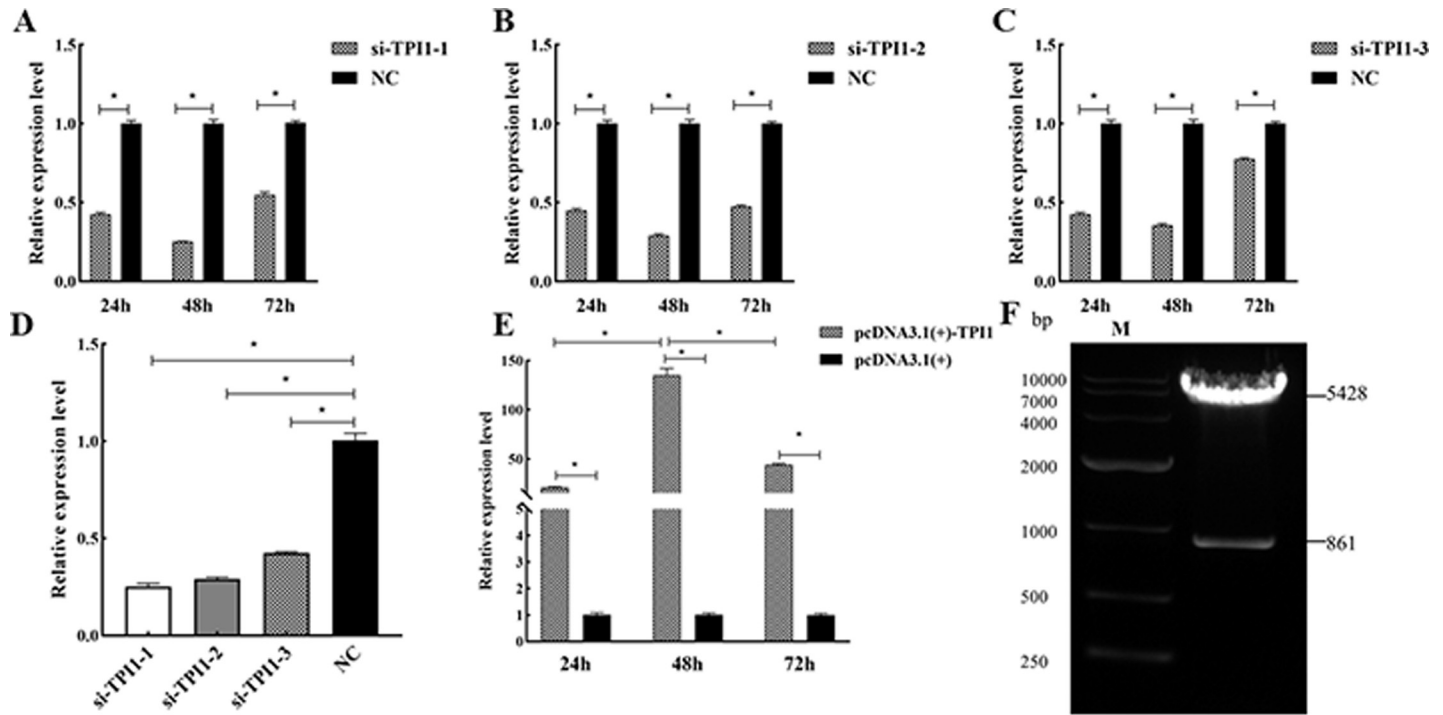 A
si-TPI1-1
NC
Relative expression level
1.5
1.0
0.5
0.0
*
*
*
24h
48h
72h
B
si-TPI1-2
NC
Relative expression level
1.5
1.0
0.5
0.0
*
*
*
24h
48h
72h
C
si-TPI1-3
NC
Relative expression level
1.5
1.0
0.5
0.0
*
*
*
24h
48h
72h
D
Relative expression level
1.5
1.0
0.5
0.0
*
*
*
si-TPI1-1
si-TPI1-2
si-TPI1-3
NC
E
pcDNA3.1(+)-TPI1
pcDNA3.1(+)
Relative expression level
150
100
50
5
4
3
2
1
0
*
*
*
*
*
24h
48h
72h
F
bp
M
10000
7000
4000
2000
1000
500
250
5428
861